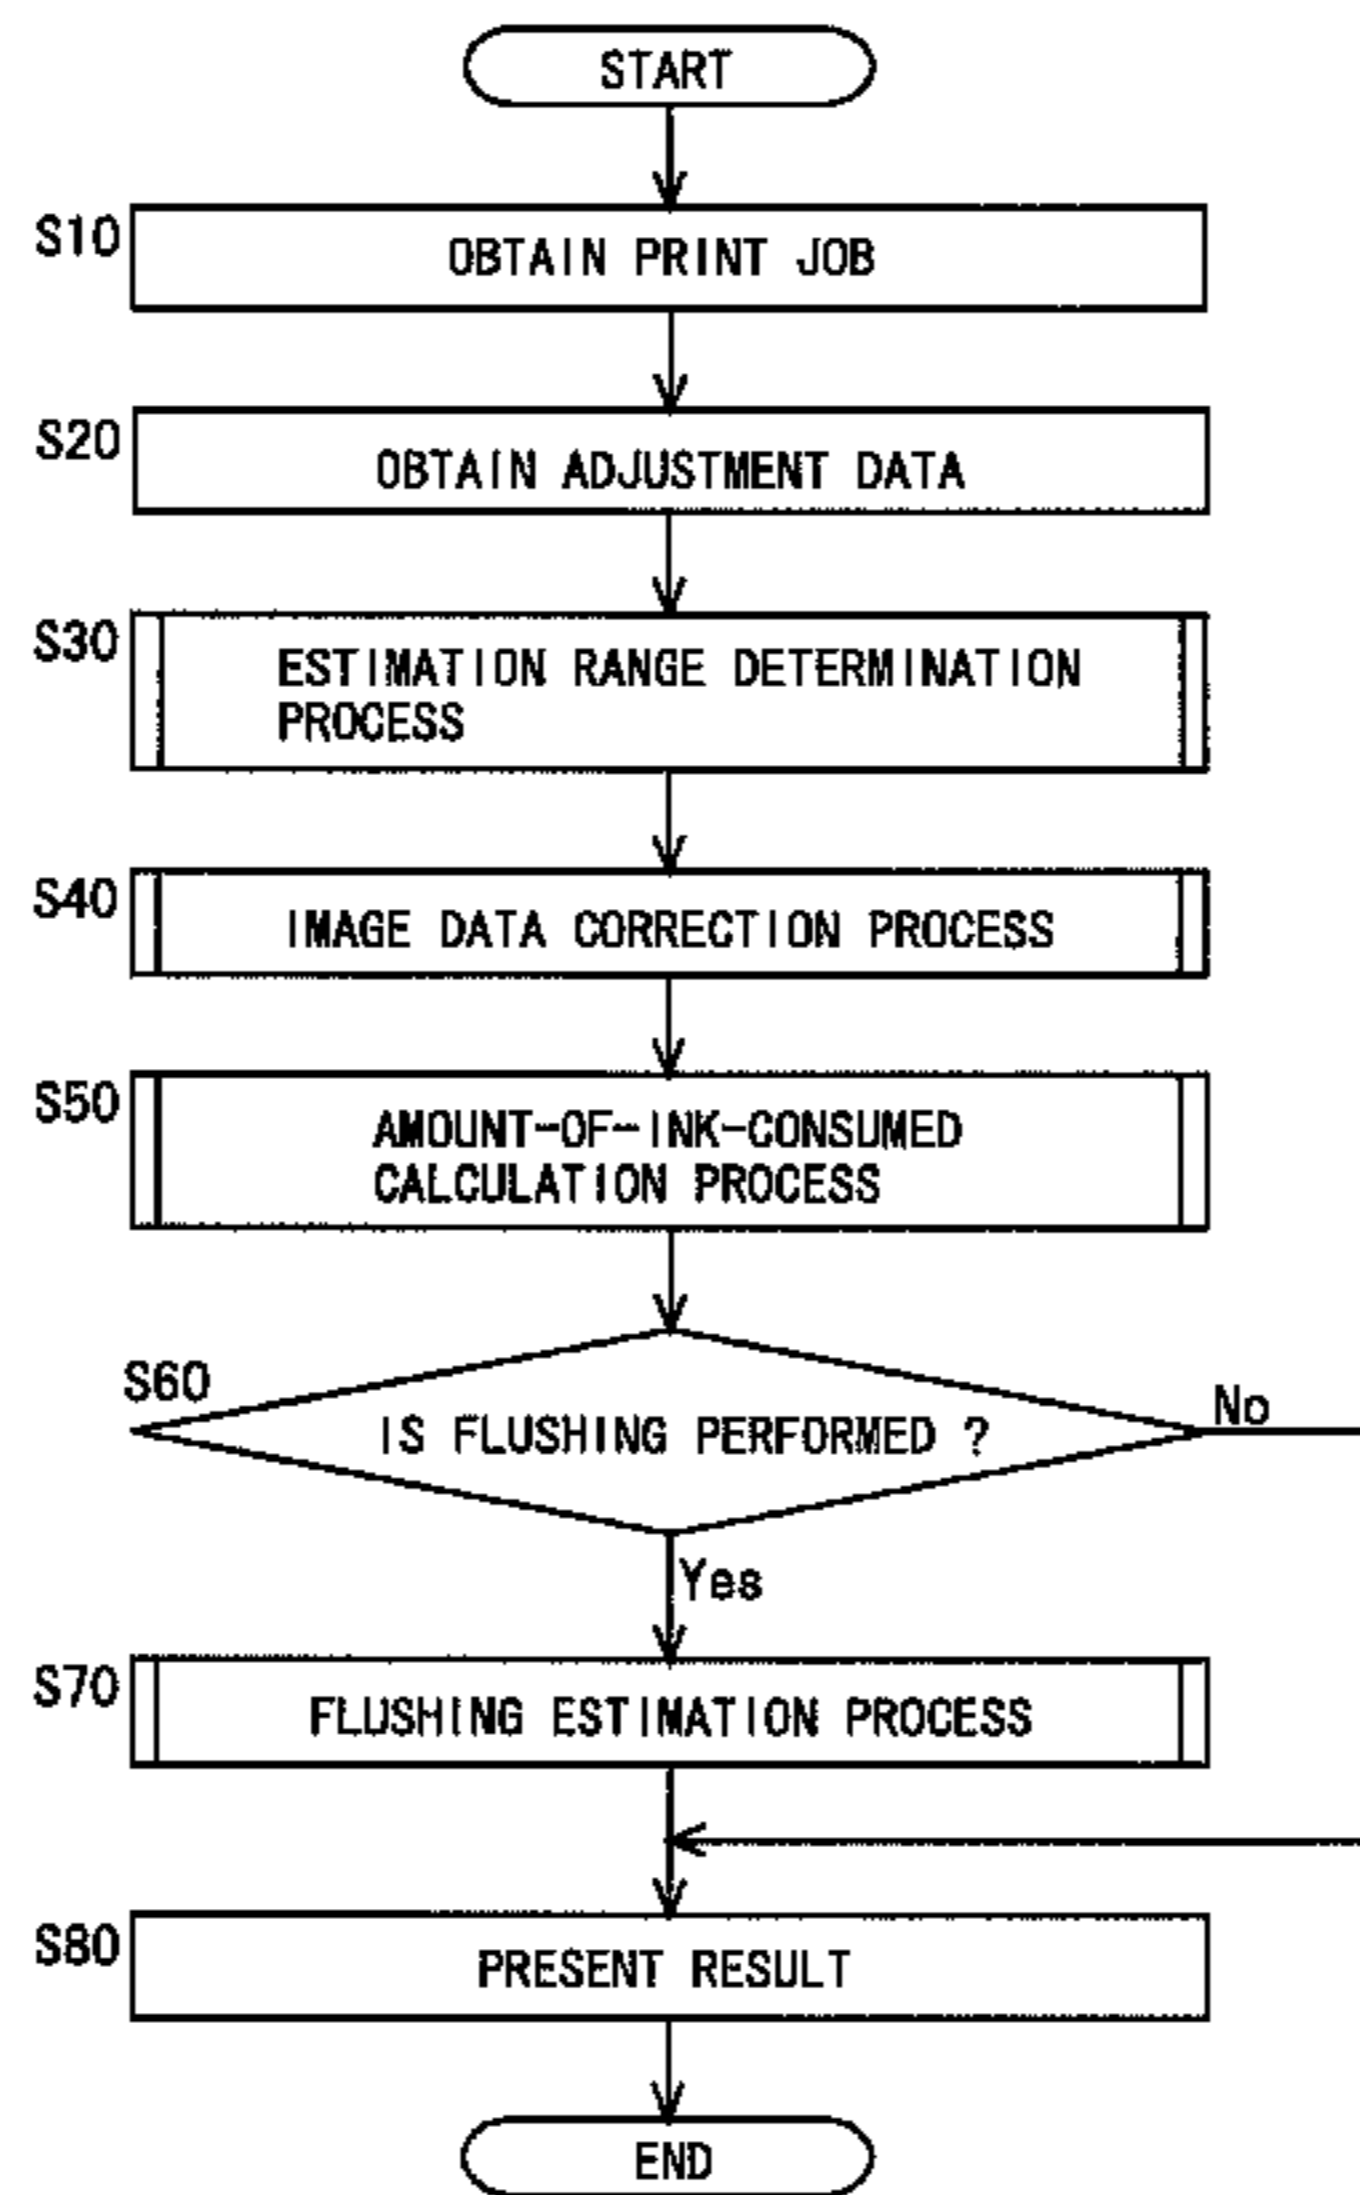 START
S10
OBTAIN PRINT JOB
S20
OBTAIN ADJUSTMENT DATA
S30
ESTIMATION RANGE DETERMINATION
PROCESS
S40
IMAGE DATA CORRECTION PROCESS
S50
AMOUNT-OF-INK-CONSUMED
CALCULATION PROCESS
S60
IS FLUSHING PERFORMED ?
No
Yes
S70
FLUSHING ESTIMATION PROCESS
S80
PRESENT RESULT
END